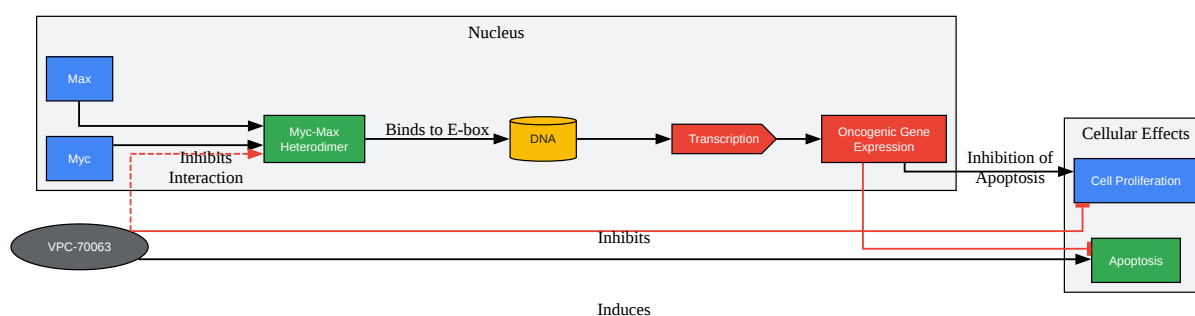 Nucleus
Max
Myc
Myc-Max
Heterodimer
Inhibits
Interaction
Binds to E-box
DNA
Transcription
Oncogenic Gene
Expression
Inhibition of
Apoptosis
Cellular Effects
Cell Proliferation
VPC-70063
Inhibits
Apoptosis
Induces